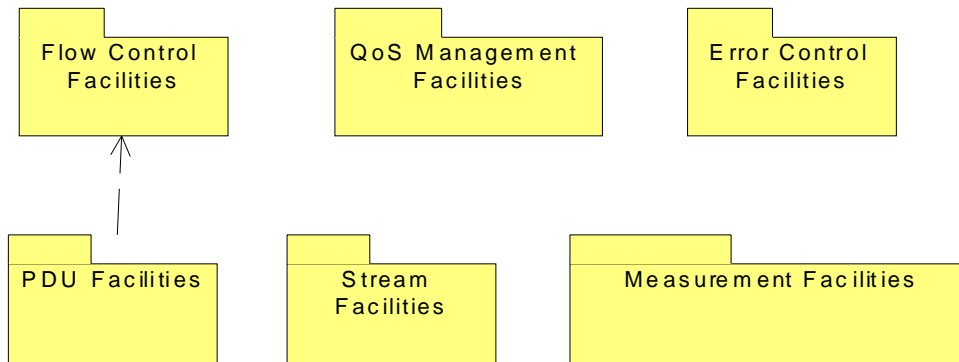 Flow Control
Facilities
QoS Management
Facilities
Error Control
Facilities
PDU Facilities
Stream
Facilities
Measurement Facilities